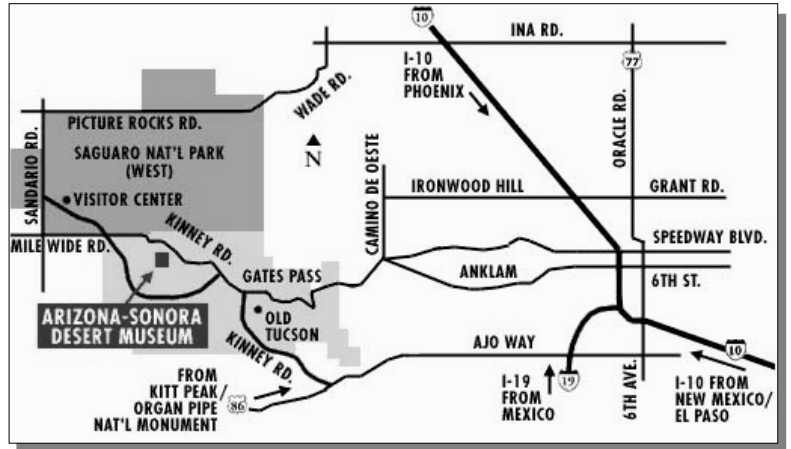 10
INA RD.
I-10
FROM
PHOENIX
77
WADE RD.
ORACLE RD.
PICTURE ROCKS RD.
SAGUARO NAT'L PARK
(WEST)
SANDARIO RD.
VISITOR CENTER
N
CAMINO DE OESTE
IRONWOOD HILL
GRANT RD.
KINNEY RD.
MILE WIDE RD.
SPEEDWAY BLVD.
GATES PASS
ANKLAM
6TH ST.
ARIZONA-SONORA
DESERT MUSEUM
OLD
TUCSON
KINNEY RD.
AJO WAY
10
FROM
KITT PEAK/
ORGAN PIPE
NAT'L MONUMENT
86
I-19
FROM
MEXICO
19
6TH AVE.
I-10 FROM
NEW MEXICO/
EL PASO